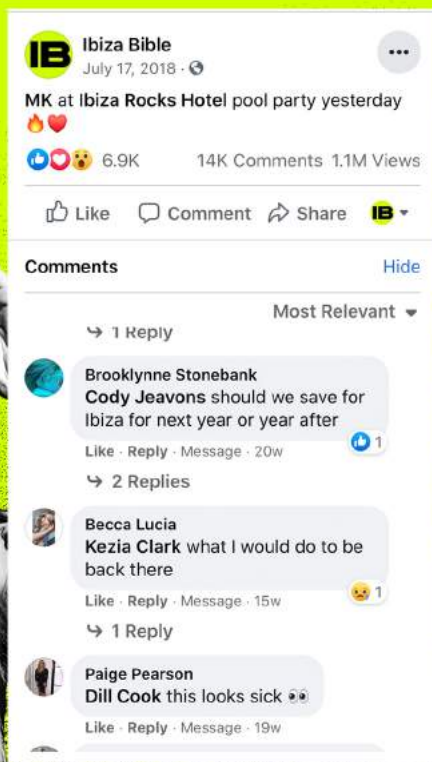 IB Ibiza Bible
July 17, 2018 ·
MK at Ibiza Rocks Hotel pool party yesterday
🔥❤️
6.9K 14K Comments 1.1M Views
Like Comment Share IB
Comments Hide
Most Relevant
1 Reply
Brooklynne Stonebank
Cody Jeavons should we save for
Ibiza for next year or year after
1
Like · Reply · Message · 20w
2 Replies
Becca Lucia
Kezia Clark what I would do to be
back there
1
Like · Reply · Message · 15w
1 Reply
Paige Pearson
Dill Cook this looks sick 👀
Like · Reply · Message · 19w